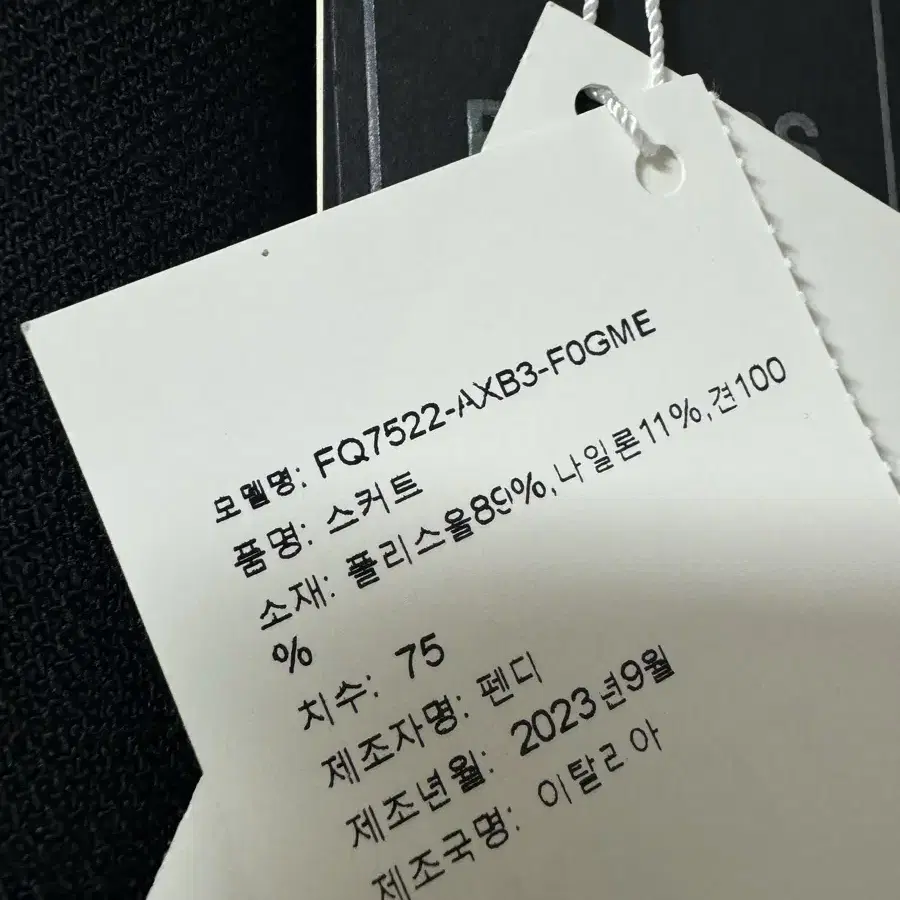 모델명: FQ7522-AXB3-F0GME
품명: 스커트
소재: 폴리스울89%,나일론11%,견100
%
치수: 75
제조자명: 펜디
제조년월: 2023년9월
제조국명: 이탈리아